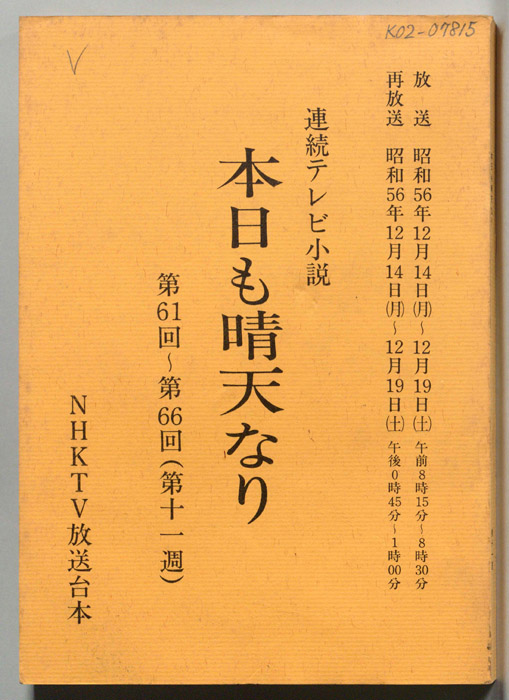 K02-07815
放送 昭和56年12月14日(月)～12月19日(土) 午前8時15分～8時30分
再放送 昭和56年12月14日(月)～12月19日(土) 午後0時45分～1時00分
連続テレビ小説
本日も晴天なり
第61回～第66回(第十一週)
NHKTV放送台本